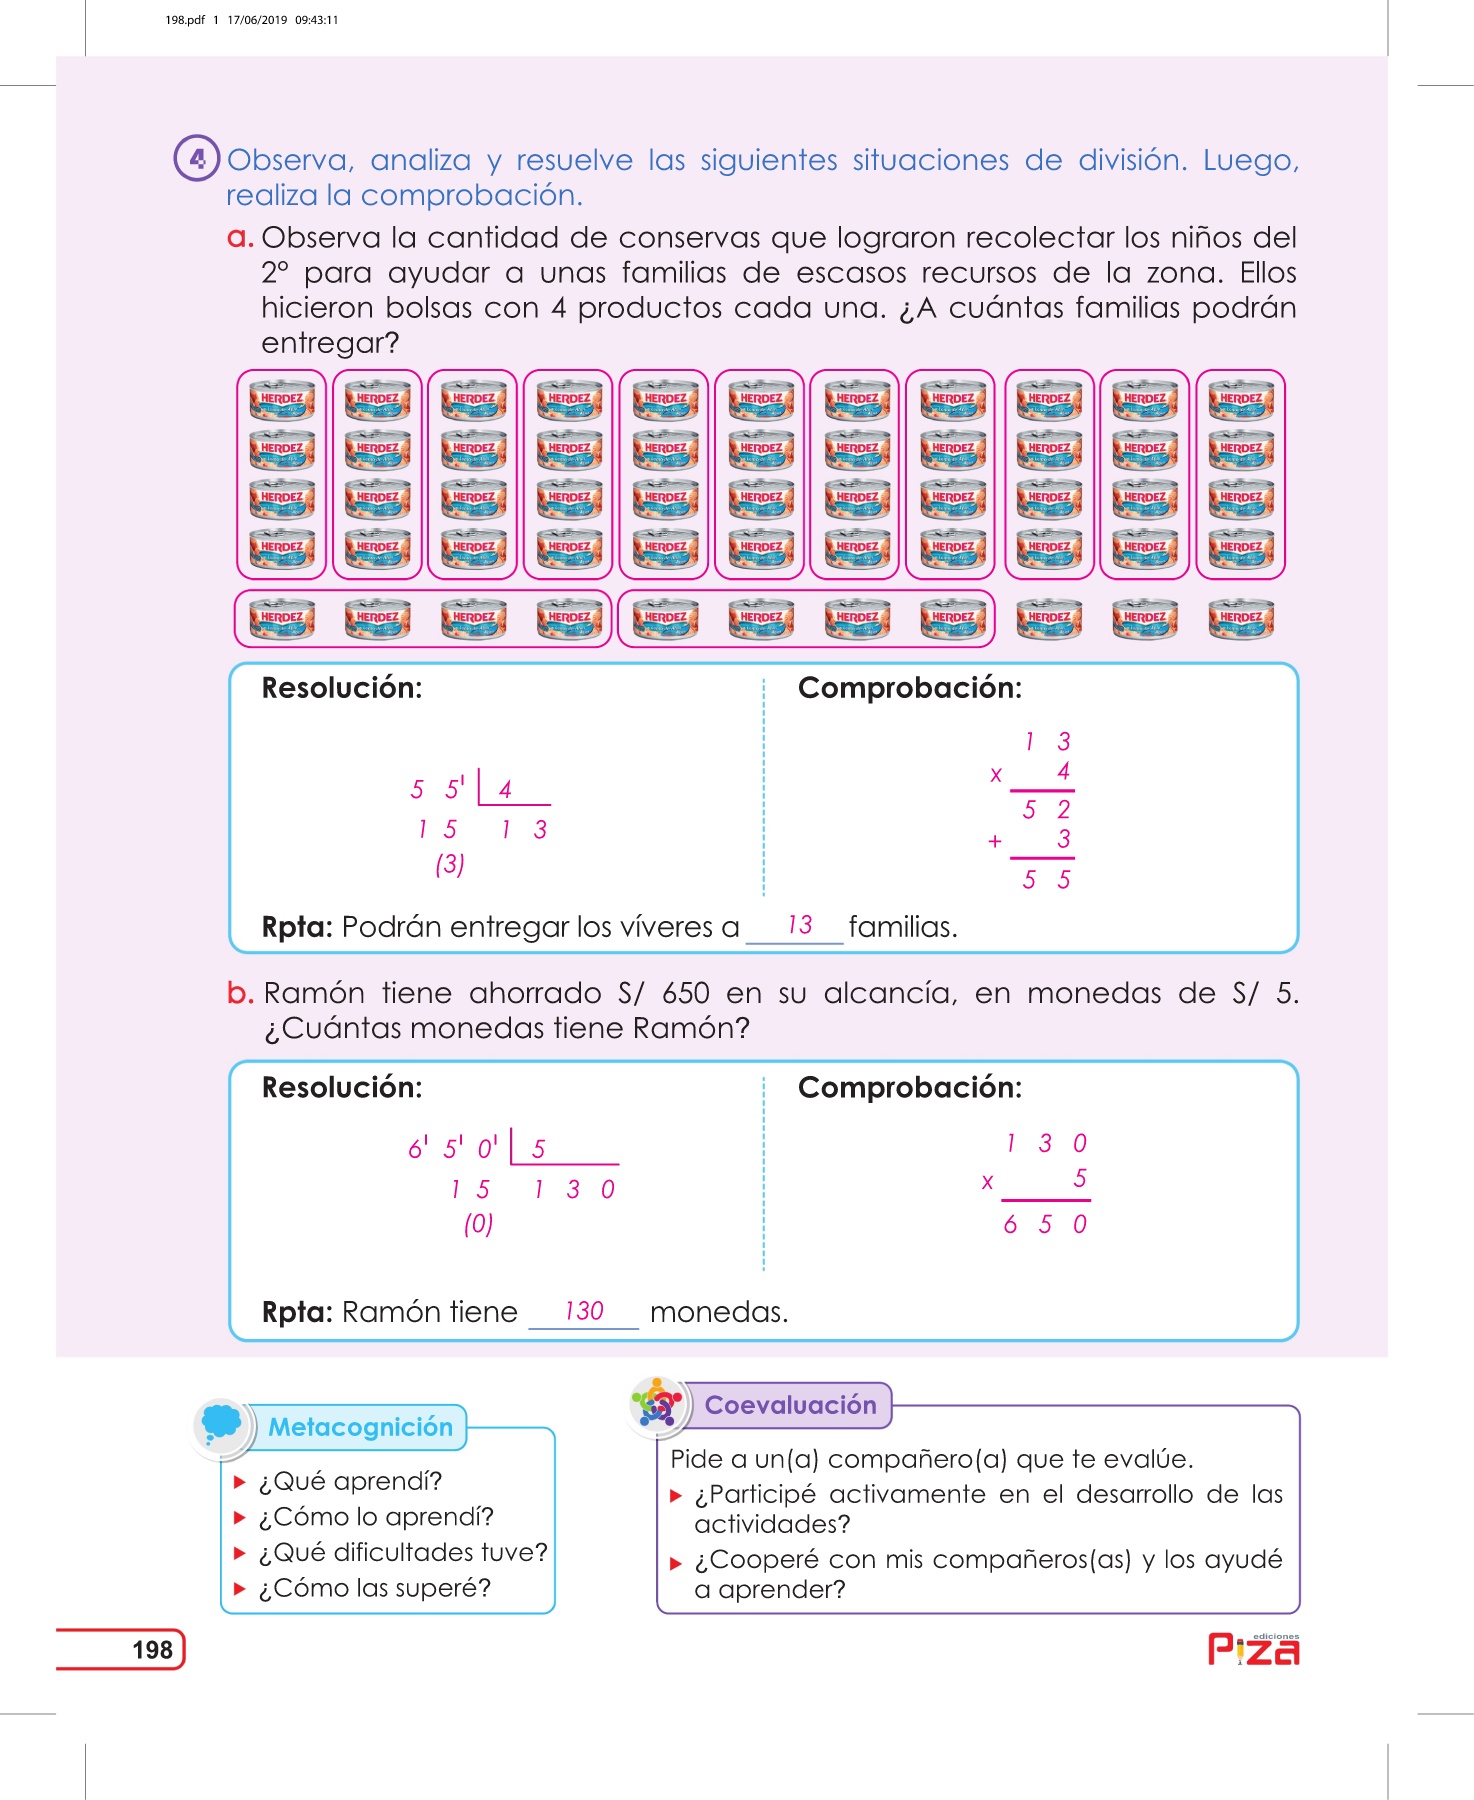 198.pdf 1 17/06/2019 09:43:11
4 Observa, analiza y resuelve las siguientes situaciones de división. Luego,
realiza la comprobación.
a. Observa la cantidad de conservas que lograron recolectar los niños del
2° para ayudar a unas familias de escasos recursos de la zona. Ellos
hicieron bolsas con 4 productos cada una. ¿A cuántas familias podrán
entregar?
HERDEZ HERDEZ HERDEZ HERDEZ HERDEZ HERDEZ HERDEZ HERDEZ HERDEZ HERDEZ HERDEZ
HERDEZ HERDEZ HERDEZ HERDEZ HERDEZ HERDEZ HERDEZ HERDEZ HERDEZ HERDEZ HERDEZ
HERDEZ HERDEZ HERDEZ HERDEZ HERDEZ HERDEZ HERDEZ HERDEZ HERDEZ HERDEZ HERDEZ
HERDEZ HERDEZ HERDEZ HERDEZ HERDEZ HERDEZ HERDEZ HERDEZ HERDEZ HERDEZ HERDEZ
HERDEZ HERDEZ HERDEZ HERDEZ HERDEZ HERDEZ HERDEZ HERDEZ HERDEZ HERDEZ HERDEZ
Resolución:
5 5' 4
1 5 1 3
(3)
Comprobación:
1 3
x 4
5 2
+ 3
5 5
Rpta: Podrán entregar los víveres a 13 familias.
b. Ramón tiene ahorrado S/ 650 en su alcancía, en monedas de S/ 5.
¿Cuántas monedas tiene Ramón?
Resolución:
6' 5' 0' 5
1 5 1 3 0
(0)
Comprobación:
1 3 0
x 5
6 5 0
Rpta: Ramón tiene 130 monedas.
Metacognición
¿Qué aprendí?
¿Cómo lo aprendí?
¿Qué dificultades tuve?
¿Cómo las superé?
Coevaluación
Pide a un(a) compañero(a) que te evalúe.
¿Participé activamente en el desarrollo de las
actividades?
¿Cooperé con mis compañeros(as) y los ayudé
a aprender?
198
ediciones
Piza